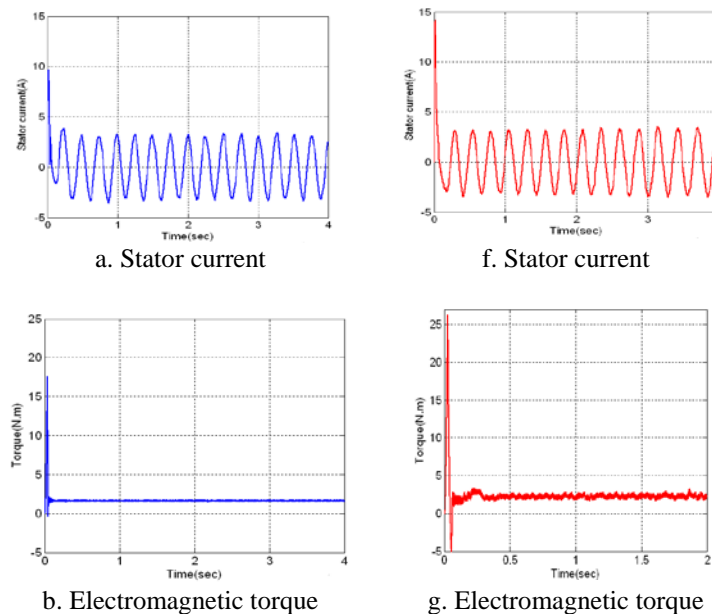 15
10
5
0
-5
Stator current(A)
0 1 2 3 4
Time(sec)
a. Stator current
15
10
5
0
-5
Stator current(A)
0 1 2 3
Time(sec)
f. Stator current
25
20
15
10
5
0
-5
Torque(N.m)
0 1 2 3 4
Time(sec)
b. Electromagnetic torque
25
20
15
10
5
0
-5
Torque(N.m)
0 0.5 1 1.5 2
Time(sec)
g. Electromagnetic torque